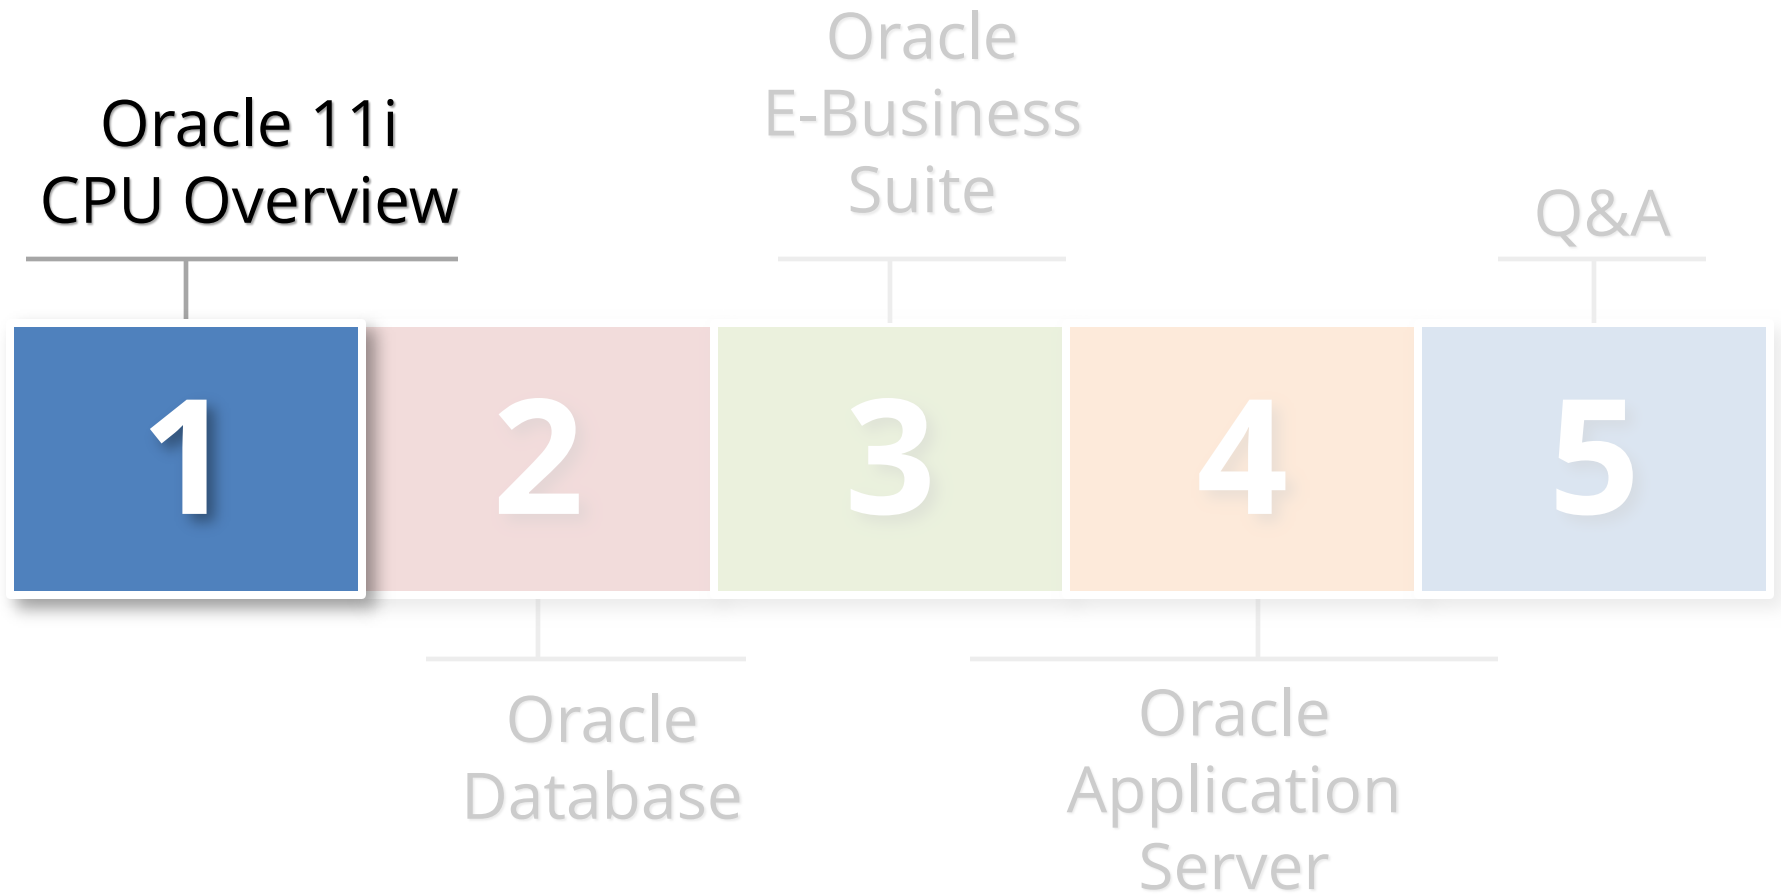 Oracle 11i
CPU Overview
Oracle
E-Business
Suite
Q&A
1
2
3
4
5
Oracle
Database
Oracle
Application
Server